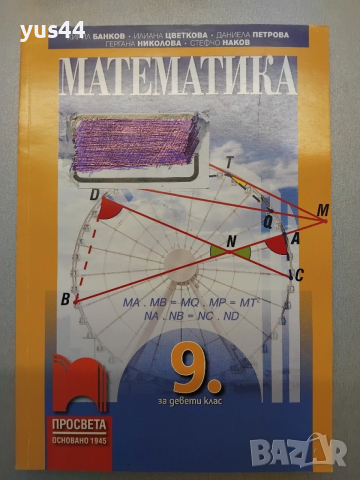 yus44
БАНКОВ • ИЛИАНА ЦВЕТКОВА • ДАНИЕЛА ПЕТРОВА
ГЕРГАНА НИКОЛОВА • СТЕФЧО НАКОВ
МАТЕМАТИКА
T
D
M
Q
A
N
C
B
MA . MB = MQ . MP = MT²
NA . NB = NC . ND
9.
за девети клас
ПРОСВЕТА
ОСНОВАНО 1945
BAZAR